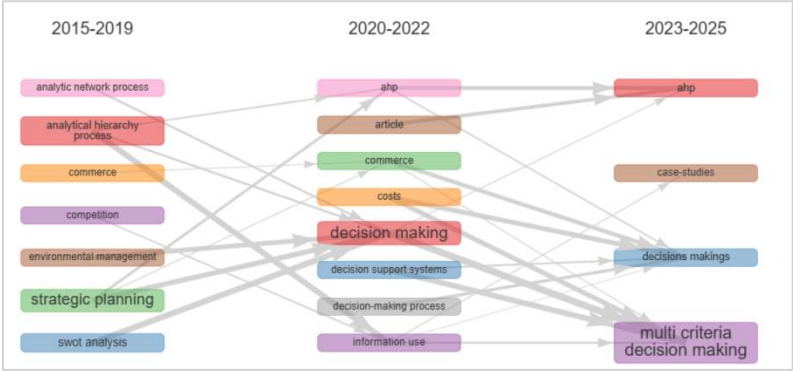 2015-2019
2020-2022
2023-2025
analytic network process
analytical hierarchy
process
commerce
competition
environmental management
strategic planning
swot analysis
ahp
article
commerce
costs
decision making
decision support systems
decision-making process
information use
ahp
case-studies
decisions makings
multi criteria
decision making